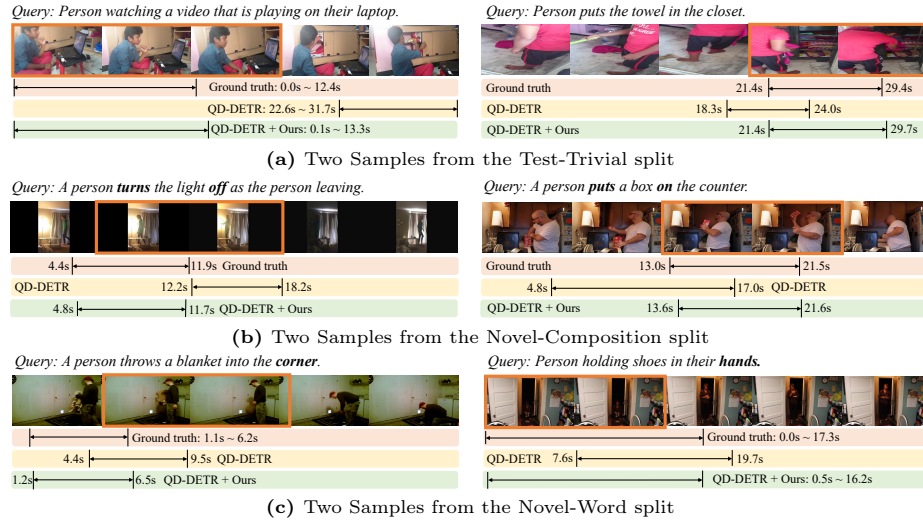 Query: Person watching a video that is playing on their laptop.
Ground truth: 0.0s ~ 12.4s
QD-DETR: 22.6s ~ 31.7s
QD-DETR + Ours: 0.1s ~ 13.3s
Query: Person puts the towel in the closet.
Ground truth 21.4s 29.4s
QD-DETR 18.3s 24.0s
QD-DETR + Ours 21.4s 29.7s
(a) Two Samples from the Test-Trivial split
Query: A person turns the light off as the person leaving.
4.4s 11.9s Ground truth
QD-DETR 12.2s 18.2s
4.8s 11.7s QD-DETR + Ours
Query: A person puts a box on the counter.
Ground truth 13.0s 21.5s
4.8s 17.0s QD-DETR
QD-DETR + Ours 13.6s 21.6s
(b) Two Samples from the Novel-Composition split
Query: A person throws a blanket into the corner.
Ground truth: 1.1s ~ 6.2s
4.4s 9.5s QD-DETR
1.2s 6.5s QD-DETR + Ours
Query: Person holding shoes in their hands.
Ground truth: 0.0s ~ 17.3s
QD-DETR 7.6s 19.7s
QD-DETR + Ours: 0.5s ~ 16.2s
(c) Two Samples from the Novel-Word split